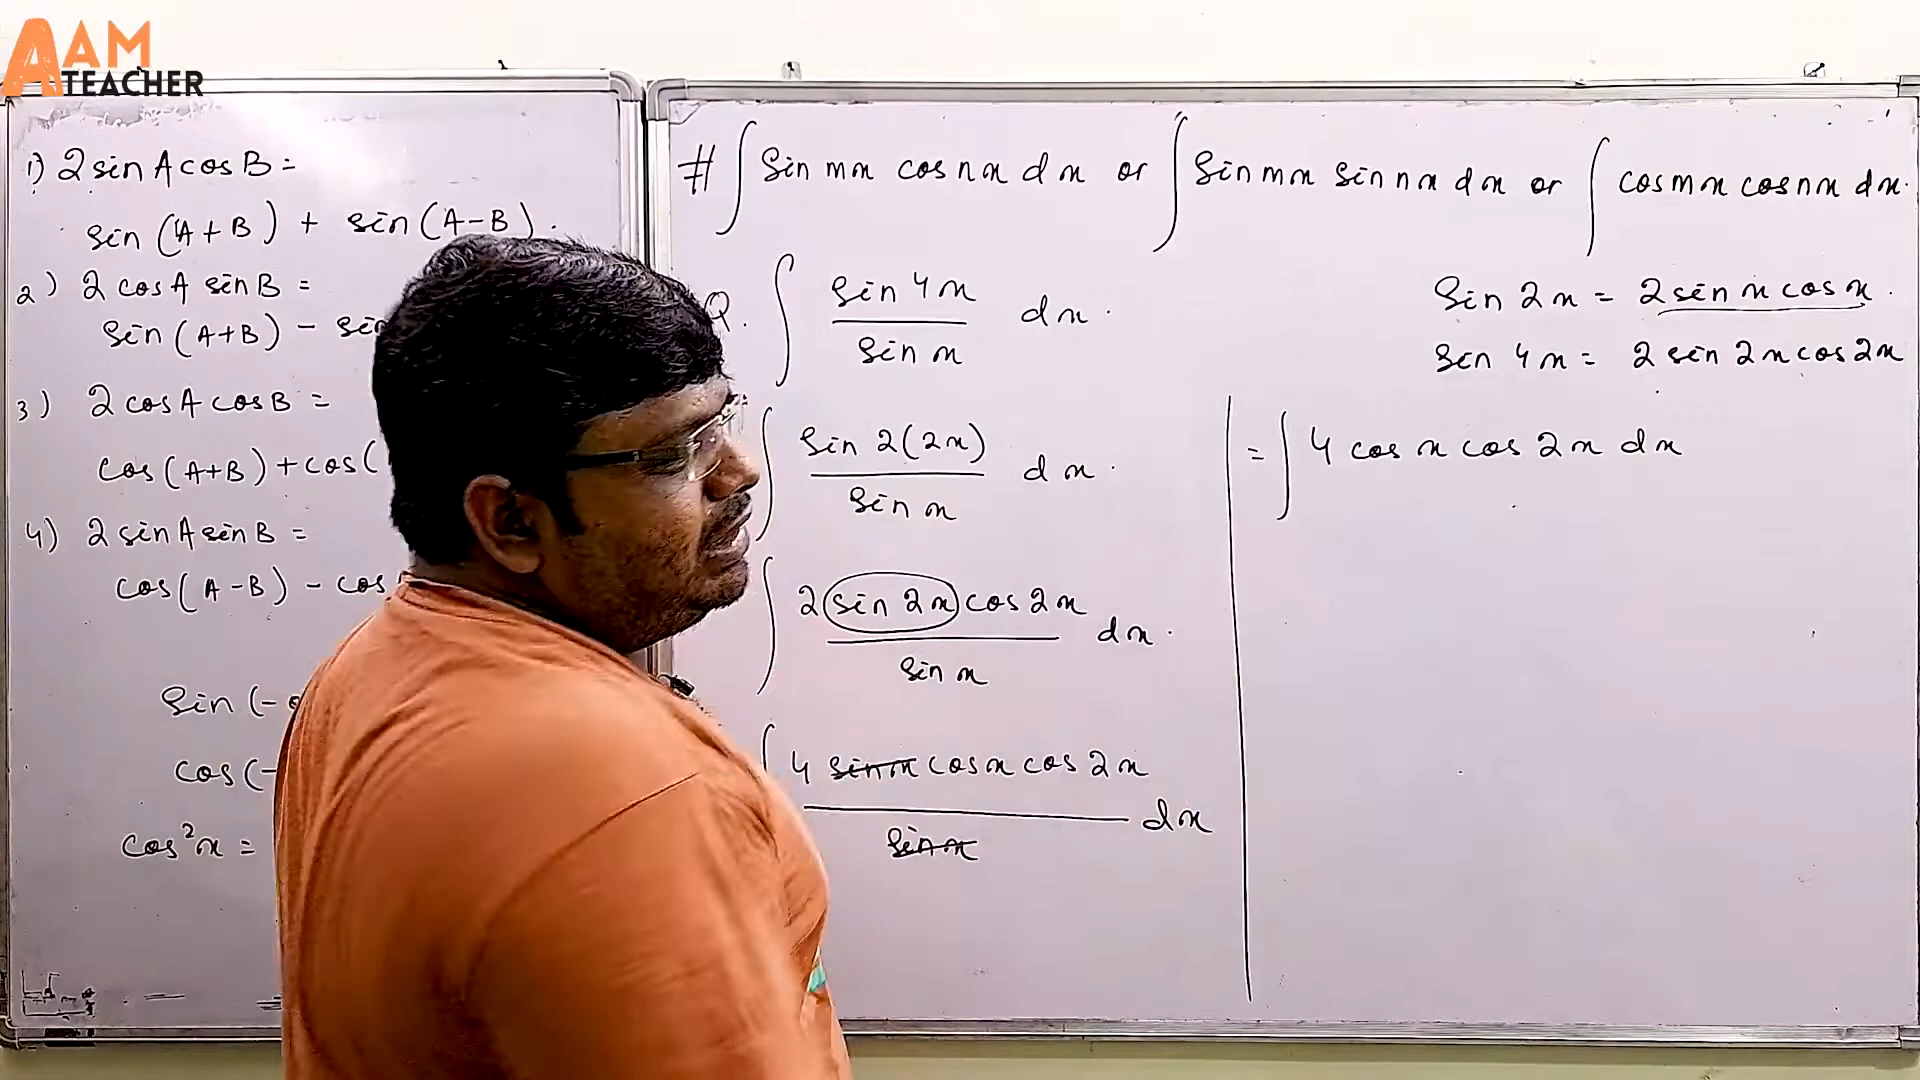 AAM
TEACHER
1) 2 sin A cos B =
sin (A+B) + sin (A-B).
2) 2 cos A sin B =
sin (A+B) - sin
3) 2 cos A cos B =
cos (A+B) + cos (
4) 2 sin A sin B =
cos (A-B) - cos
sin (-
cos (-
cos²x =
# ∫ sin mx cos nx dx or ∫ sin mx sin nx dx or ∫ cos mx cos nx dx.
Q. ∫ sin 4x / sin x dx.
∫ sin 2(2x) / sin x dx.
∫ 2 sin 2x cos 2x / sin x dx.
∫ 4 sin x cos x cos 2x / sin x dx
sin 2x = 2 sin x cos x.
sin 4x = 2 sin 2x cos 2x
= ∫ 4 cos x cos 2x dx